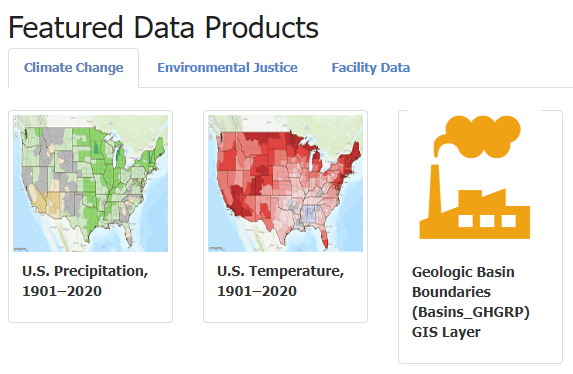 Featured Data Products
Climate Change
Environmental Justice
Facility Data
U.S. Precipitation,
1901–2020
U.S. Temperature,
1901–2020
Geologic Basin
Boundaries
(Basins_GHGRP)
GIS Layer